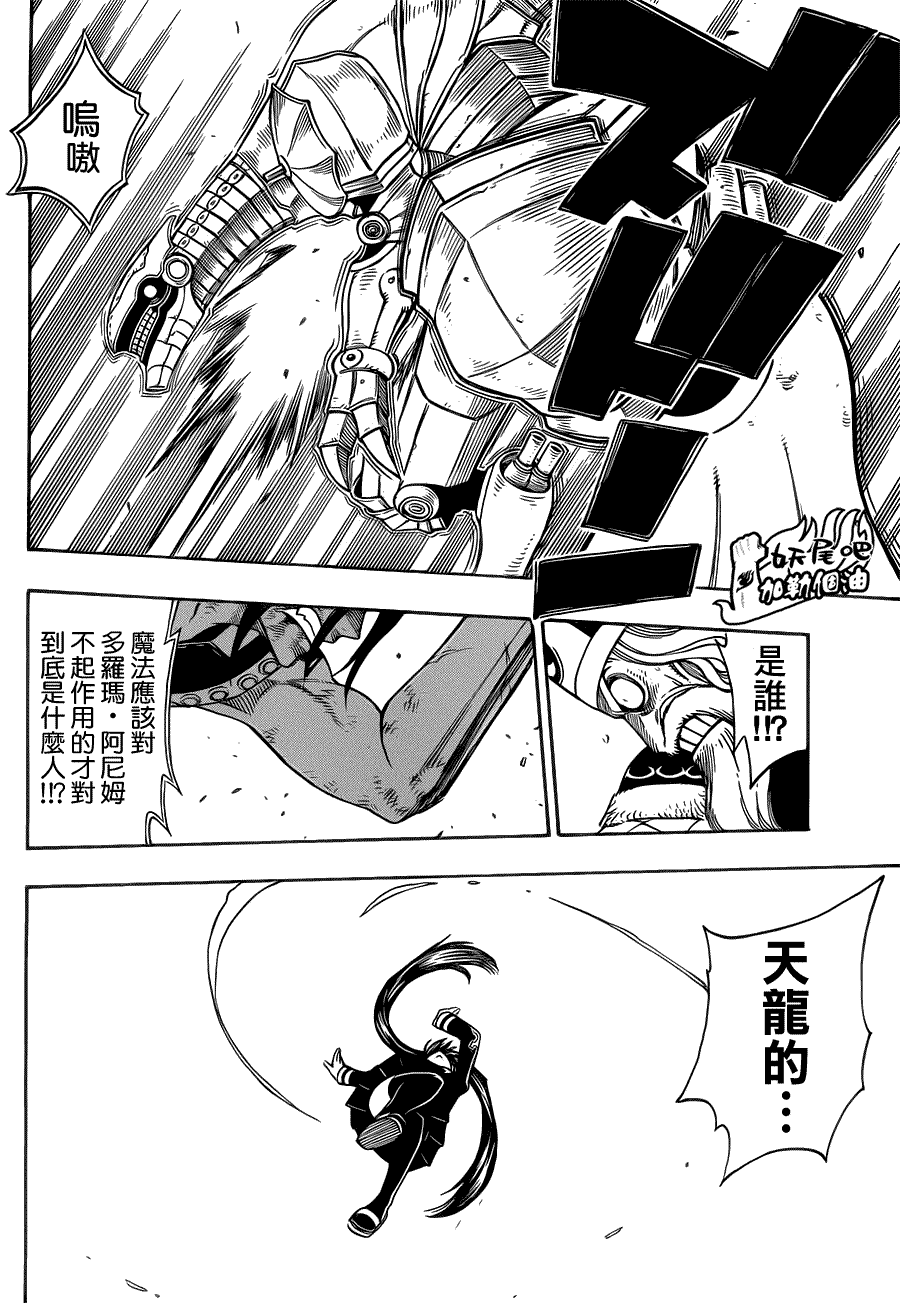 嗚嗷
妖尾吧
加勒個油
是誰!!?
魔法應該對
多羅瑪・阿尼姆
不起作用的才對
到底是什麼人!!?
天龍的…